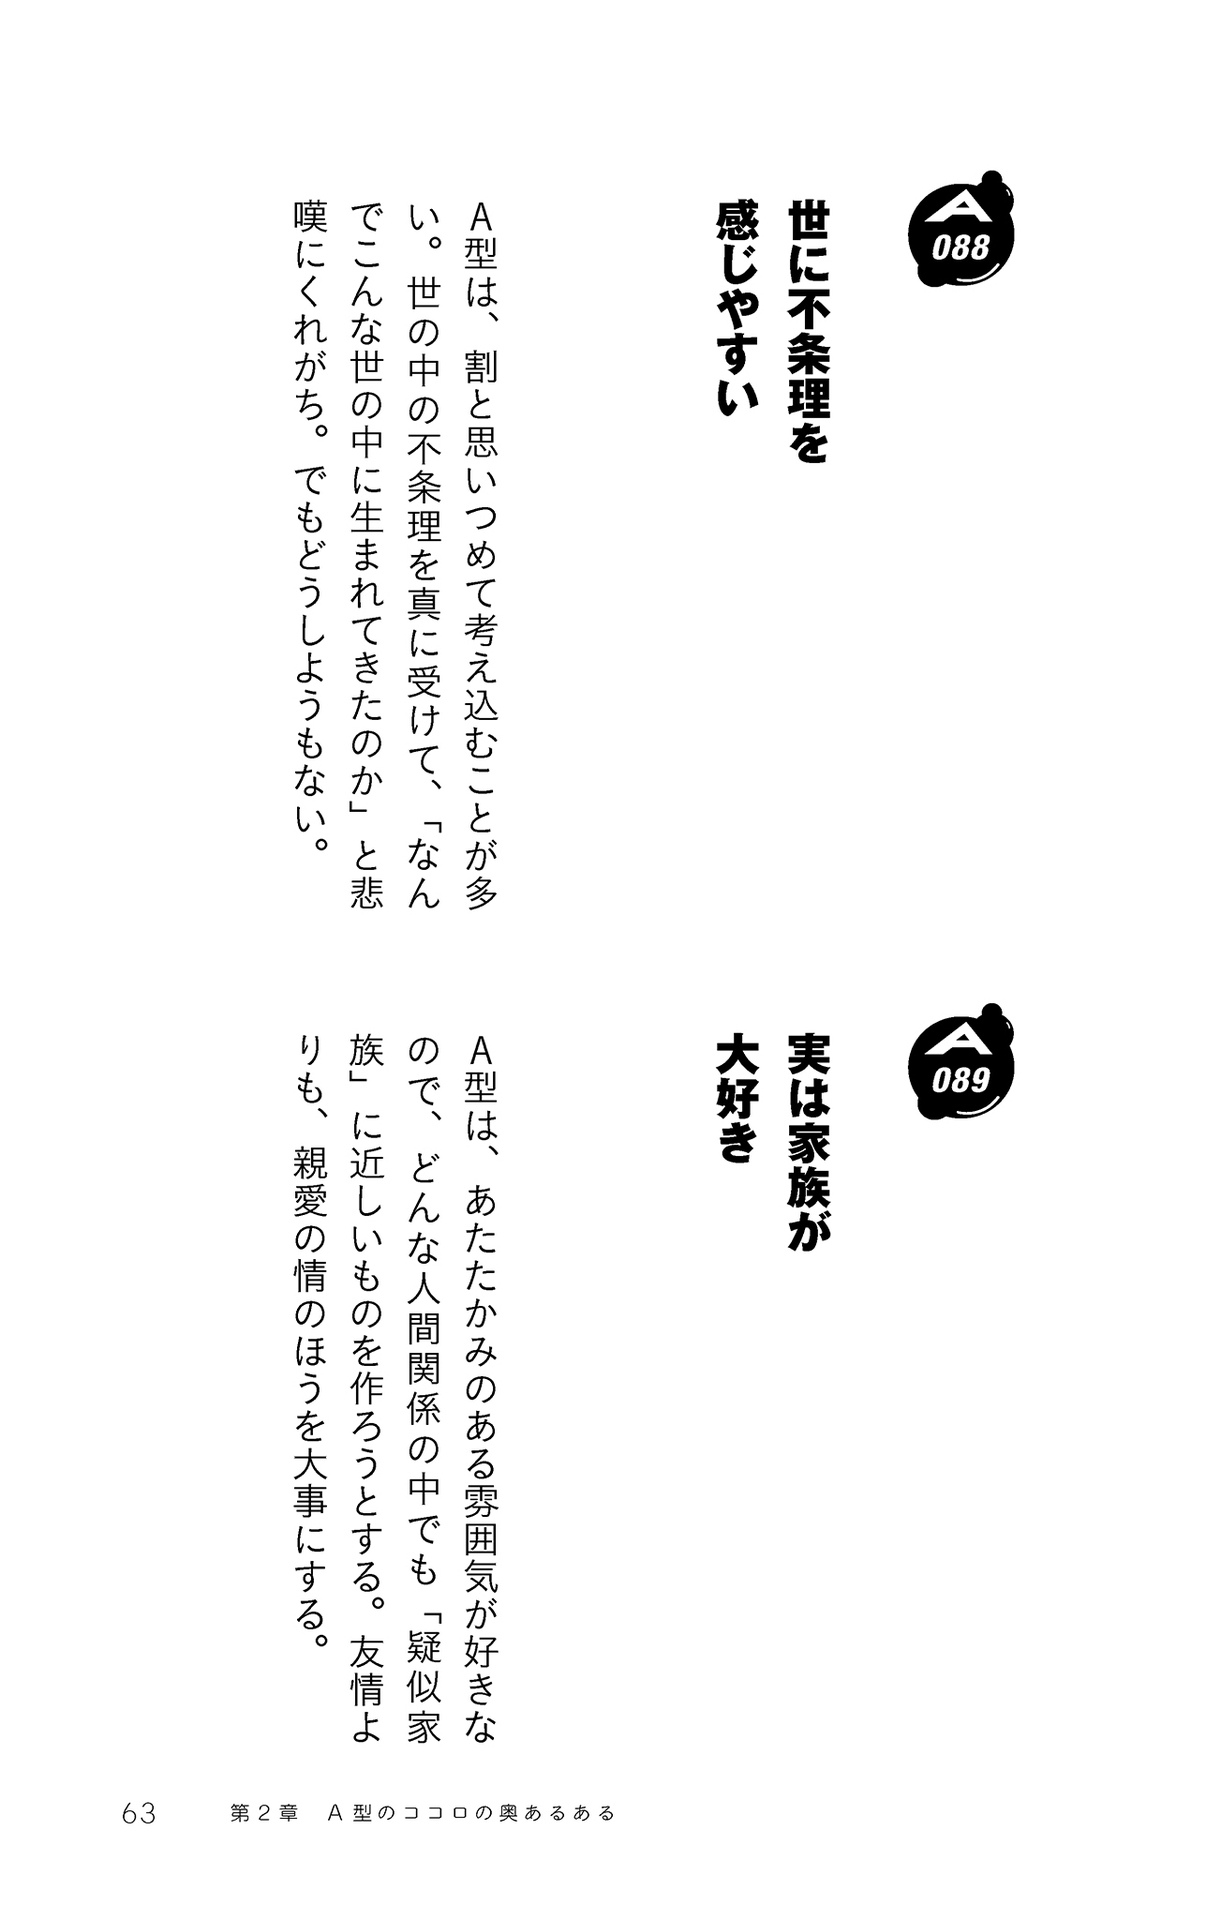 A
088
世に不条理を
感じやすい
A型は、割と思いつめて考え込むことが多
い。世の中の不条理を真に受けて、「なん
でこんな世の中に生まれてきたのか」と悲
嘆にくれがち。でもどうしようもない。
A
089
実は家族が
大好き
A型は、あたたかみのある雰囲気が好きな
ので、どんな人間関係の中でも「疑似家
族」に近しいものを作ろうとする。友情よ
りも、親愛の情のほうを大事にする。
63 第2章 A型のココロの奥あるある